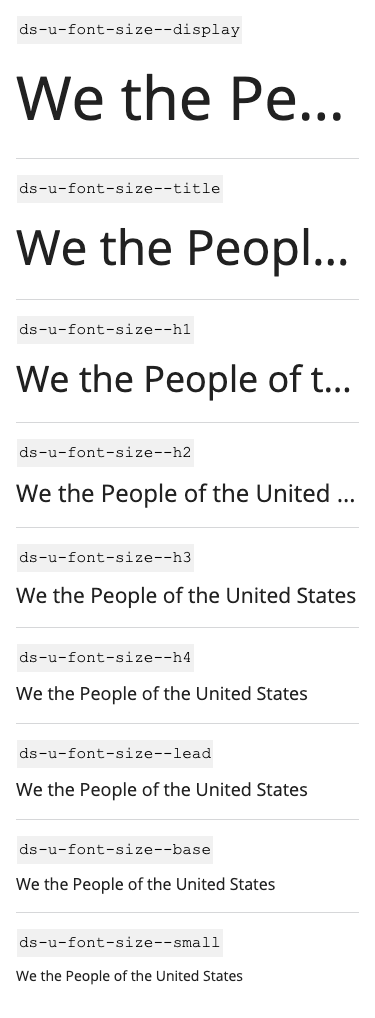 ds-u-font-size--display
We the Pe...
ds-u-font-size--title
We the Peopl...
ds-u-font-size--h1
We the People of t...
ds-u-font-size--h2
We the People of the United ...
ds-u-font-size--h3
We the People of the United States
ds-u-font-size--h4
We the People of the United States
ds-u-font-size--lead
We the People of the United States
ds-u-font-size--base
We the People of the United States
ds-u-font-size--small
We the People of the United States